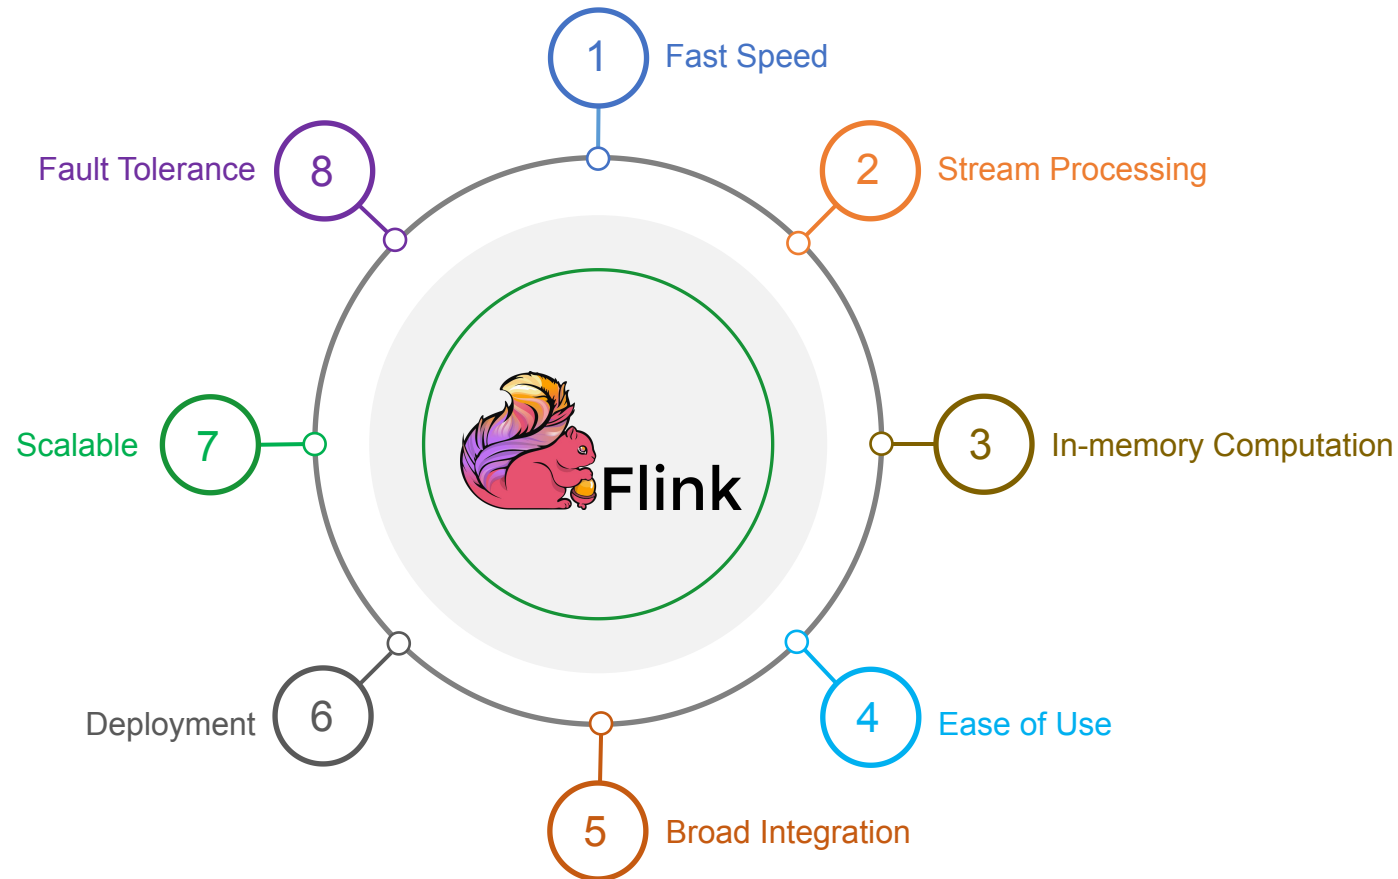 1
Fast Speed
2
Stream Processing
3
In-memory Computation
4
Ease of Use
5
Broad Integration
6
Deployment
7
Scalable
8
Fault Tolerance
Flink